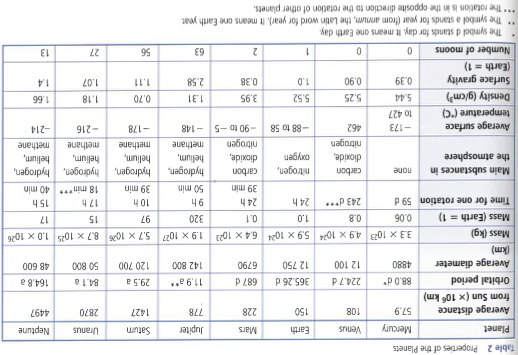 Table 2 Properties of the Planets
Planet Mercury Venus Earth Mars Jupiter Saturn Uranus Neptune
Average distance
from Sun (× 10⁶ km) 57.9 108 150 228 778 1427 2870 4497
Orbital period 88.0 d* 224.7 d 365.26 d 687 d 11.9 a** 29.5 a 84.1 a 164.8 a
Average diameter
(km) 4880 12 100 12 750 6790 142 800 120 700 50 800 48 600
Mass (kg) 3.3 × 10²³ 4.9 × 10²⁴ 5.9 × 10²⁴ 6.4 × 10²³ 1.9 × 10²⁷ 5.7 × 10²⁶ 8.7 × 10²⁵ 1.0 × 10²⁶
Mass (Earth = 1) 0.06 0.8 1.0 0.1 320 97 15 17
Time for one rotation 59 d 243 d*** 24 h 24 h 9 h 10 h 17 h 15 h
39 min 50 min 39 min 18 min*** 40 min
Main substances in
the atmosphere
none carbon nitrogen, carbon hydrogen, hydrogen, hydrogen, hydrogen,
dioxide, oxygen dioxide, helium, helium, helium, helium,
nitrogen nitrogen methane methane methane methane
Average surface −173 462 −88 to 58 −90 to −5 −148 −178 −216 −214
temperature (°C) to 427
Density (g/cm³) 5.44 5.25 5.52 3.95 1.31 0.70 1.18 1.66
Surface gravity
(Earth = 1) 0.39 0.90 1.0 0.38 2.58 1.11 1.07 1.4
Number of moons 0 0 1 2 63 56 27 13
* The symbol d stands for day. It means one Earth day.
** The symbol a stands for year (from annum, the Latin word for year). It means one Earth year.
*** The rotation is in the opposite direction to the rotation of other planets.